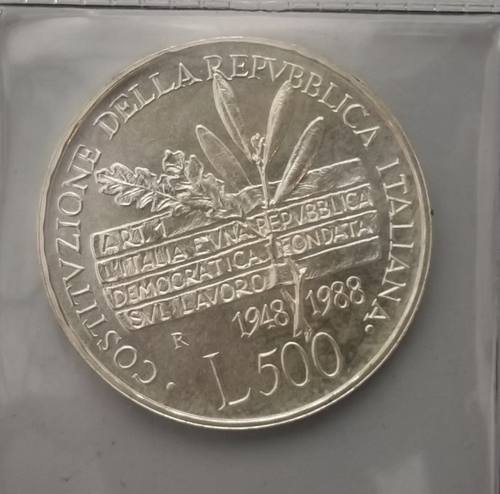 COSTITVZIONE DELLA REPVBBLICA ITALIANA
ART. 1
L'ITALIA E VNA REPVBBLICA
DEMOCRATICA FONDATA
SVL LAVORO
1948 1988
R
L.500